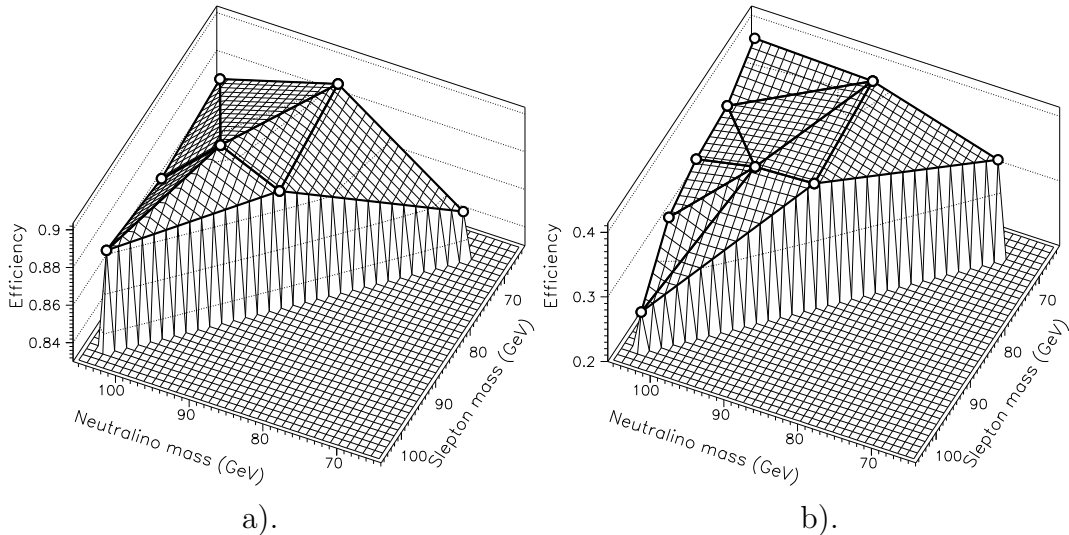 0.9
0.88
0.86
0.84
Efficiency
100
90
80
70
Neutralino mass (GeV)
70
80
90
100
Slepton mass (GeV)
a).
0.4
0.3
0.2
Efficiency
100
90
80
70
Neutralino mass (GeV)
70
80
90
100
Slepton mass (GeV)
b).